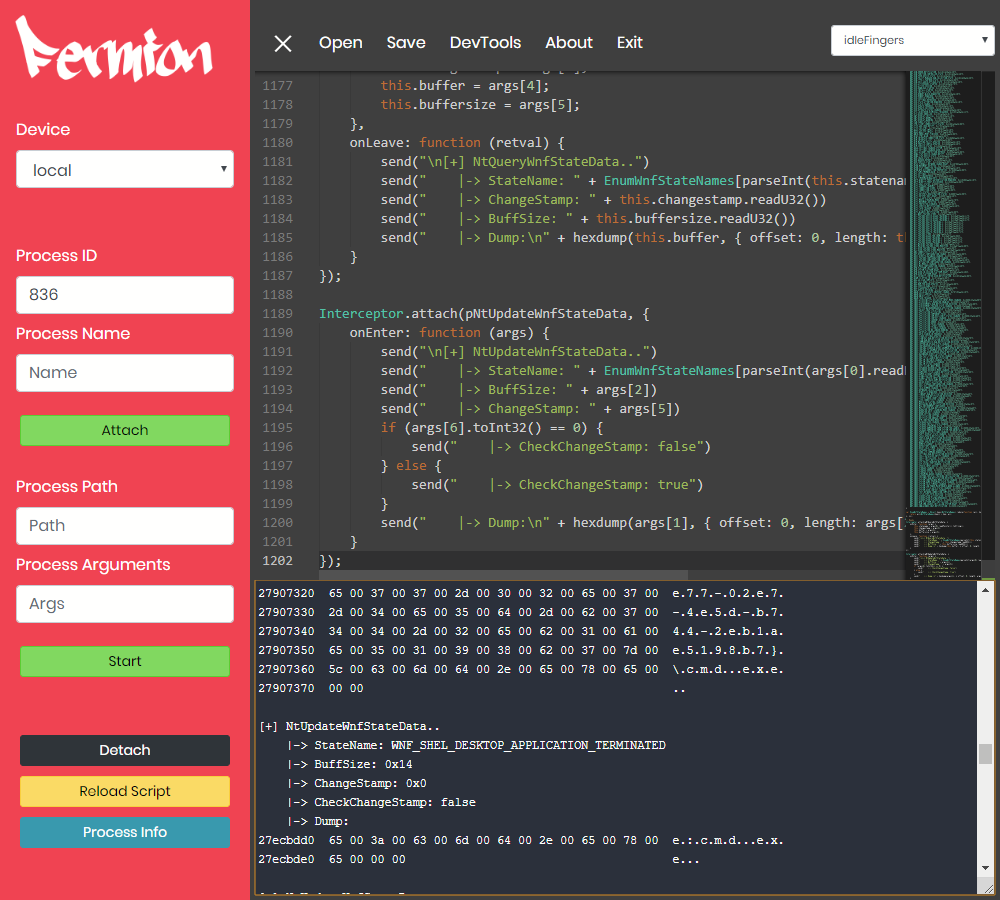 Fermion
Device
local
Process ID
836
Process Name
Name
Attach
Process Path
Path
Process Arguments
Args
Start
Detach
Reload Script
Process Info
Open Save DevTools About Exit
idleFingers
1177 this.buffer = args[4];
1178 this.buffersize = args[5];
1179 },
1180 onLeave: function (retval) {
1181 send("\n[+] NtQueryWnfStateData..")
1182 send("    |-> StateName: " + EnumWnfStateNames[parseInt(this.statena
1183 send("    |-> ChangeStamp: " + this.changestamp.readU32())
1184 send("    |-> BuffSize: " + this.buffersize.readU32())
1185 send("    |-> Dump:\n" + hexdump(this.buffer, { offset: 0, length: th
1186 }
1187 });
1188
1189 Interceptor.attach(pNtUpdateWnfStateData, {
1190 onEnter: function (args) {
1191 send("\n[+] NtUpdateWnfStateData..")
1192 send("    |-> StateName: " + EnumWnfStateNames[parseInt(args[0].readU
1193 send("    |-> BuffSize: " + args[2])
1194 send("    |-> ChangeStamp: " + args[5])
1195 if (args[6].toInt32() == 0) {
1196 send("    |-> CheckChangeStamp: false")
1197 } else {
1198 send("    |-> CheckChangeStamp: true")
1199 }
1200 send("    |-> Dump:\n" + hexdump(args[1], { offset: 0, length: args[
1201 }
1202 });
27907320 65 00 37 00 37 00 2d 00 30 00 32 00 65 00 37 00 e.7.7.-.0.2.e.7.
27907330 2d 00 34 00 65 00 35 00 64 00 2d 00 62 00 37 00 -.4.e.5.d.-.b.7.
27907340 34 00 34 00 2d 00 32 00 65 00 62 00 31 00 61 00 4.4.-.2.e.b.1.a.
27907350 65 00 35 00 31 00 39 00 38 00 62 00 37 00 7d 00 e.5.1.9.8.b.7.}.
27907360 5c 00 63 00 6d 00 64 00 2e 00 65 00 78 00 65 00 \.c.m.d...e.x.e.
27907370 00 00 ..
[+] NtUpdateWnfStateData..
|-> StateName: WNF_SHEL_DESKTOP_APPLICATION_TERMINATED
|-> BuffSize: 0x14
|-> ChangeStamp: 0x0
|-> CheckChangeStamp: false
|-> Dump:
27ecbdd0 65 00 3a 00 63 00 6d 00 64 00 2e 00 65 00 78 00 e.:.c.m.d...e.x.
27ecbde0 65 00 00 00 e...